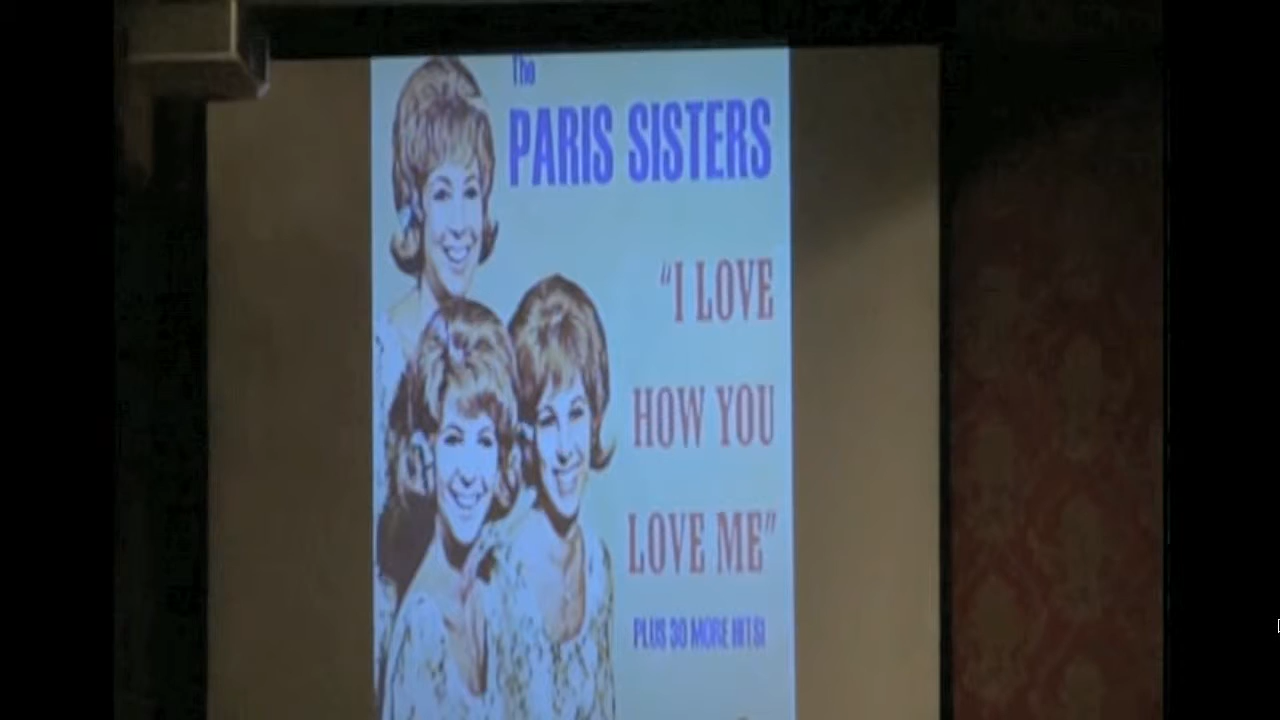 The
PARIS SISTERS
"I LOVE
HOW YOU
LOVE ME"
PLUS 30 MORE HITS!